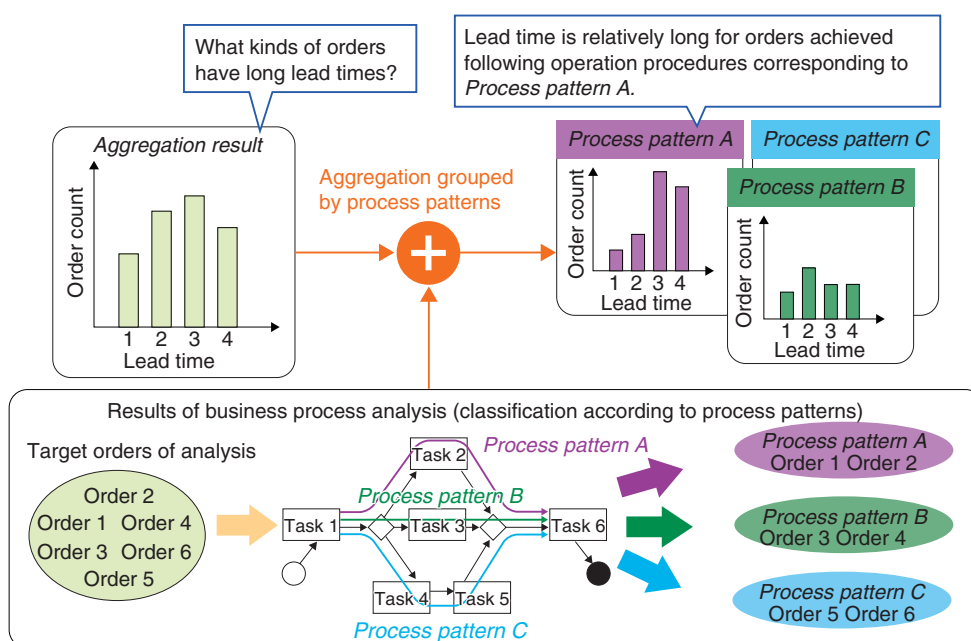 What kinds of orders
have long lead times?
Lead time is relatively long for orders achieved
following operation procedures corresponding to
Process pattern A.
Aggregation result
Order count
1 2 3 4
Lead time
Aggregation grouped
by process patterns
+
Process pattern A
Order count
1 2 3 4
Lead time
Process pattern C
Process pattern B
Order count
1 2 3 4
Lead time
Results of business process analysis (classification according to process patterns)
Target orders of analysis
Order 2
Order 1 Order 4
Order 3 Order 6
Order 5
Process pattern A
Task 2
Process pattern B
Task 1
Task 3
Task 6
Task 4
Task 5
Process pattern C
Process pattern A
Order 1 Order 2
Process pattern B
Order 3 Order 4
Process pattern C
Order 5 Order 6